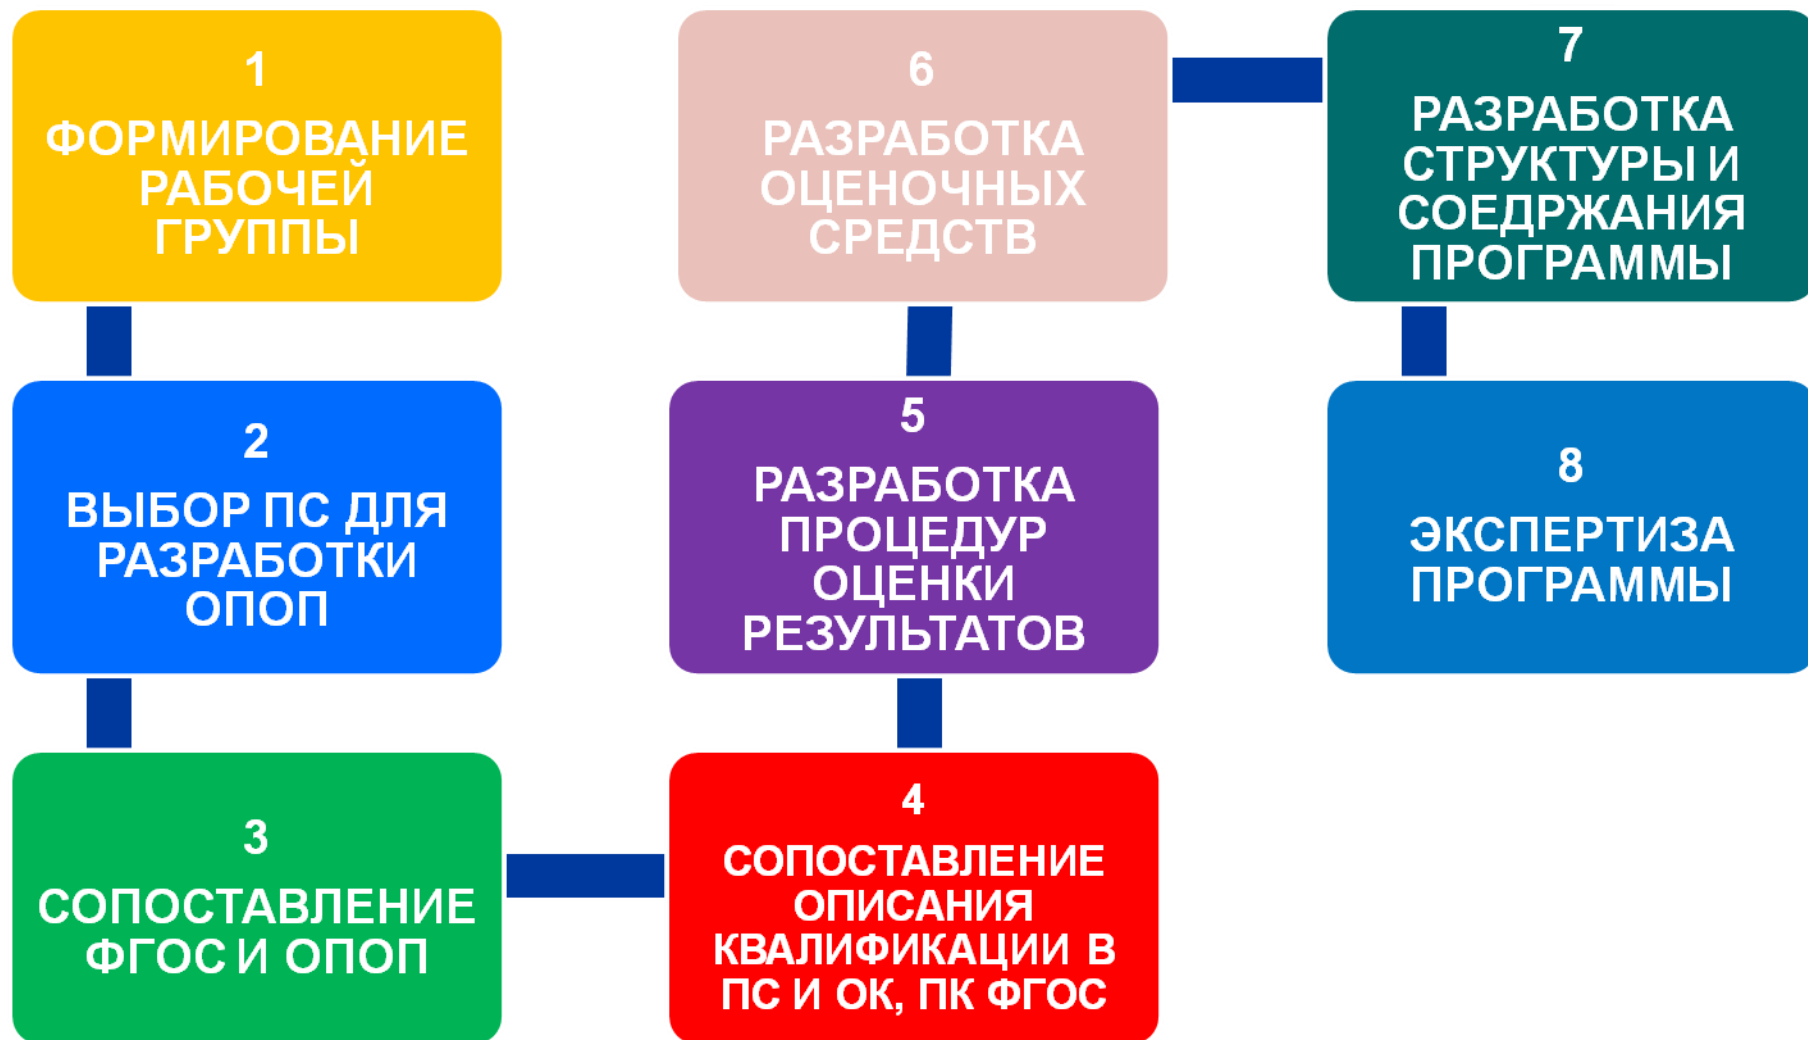 1
ФОРМИРОВАНИЕ
РАБОЧЕЙ
ГРУППЫ
2
ВЫБОР ПС ДЛЯ
РАЗРАБОТКИ
ОПОП
3
СОПОСТАВЛЕНИЕ
ФГОС И ОПОП
4
СОПОСТАВЛЕНИЕ
ОПИСАНИЯ
КВАЛИФИКАЦИИ В
ПС И ОК, ПК ФГОС
5
РАЗРАБОТКА
ПРОЦЕДУР
ОЦЕНКИ
РЕЗУЛЬТАТОВ
6
РАЗРАБОТКА
ОЦЕНОЧНЫХ
СРЕДСТВ
7
РАЗРАБОТКА
СТРУКТУРЫ И
СОЕДРЖАНИЯ
ПРОГРАММЫ
8
ЭКСПЕРТИЗА
ПРОГРАММЫ